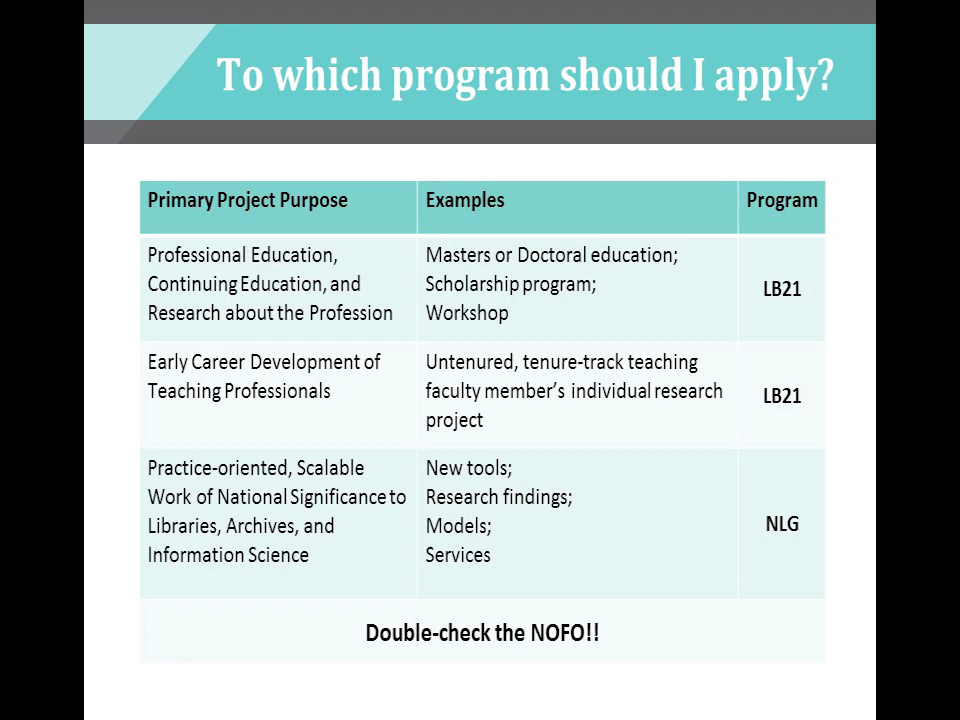 To which program should I apply?
Primary Project Purpose
Examples
Program
Professional Education,
Continuing Education, and
Research about the Profession
Masters or Doctoral education;
Scholarship program;
Workshop
LB21
Early Career Development of
Teaching Professionals
Untenured, tenure-track teaching
faculty member's individual research
project
LB21
Practice-oriented, Scalable
Work of National Significance to
Libraries, Archives, and
Information Science
New tools;
Research findings;
Models;
Services
NLG
Double-check the NOFO!!